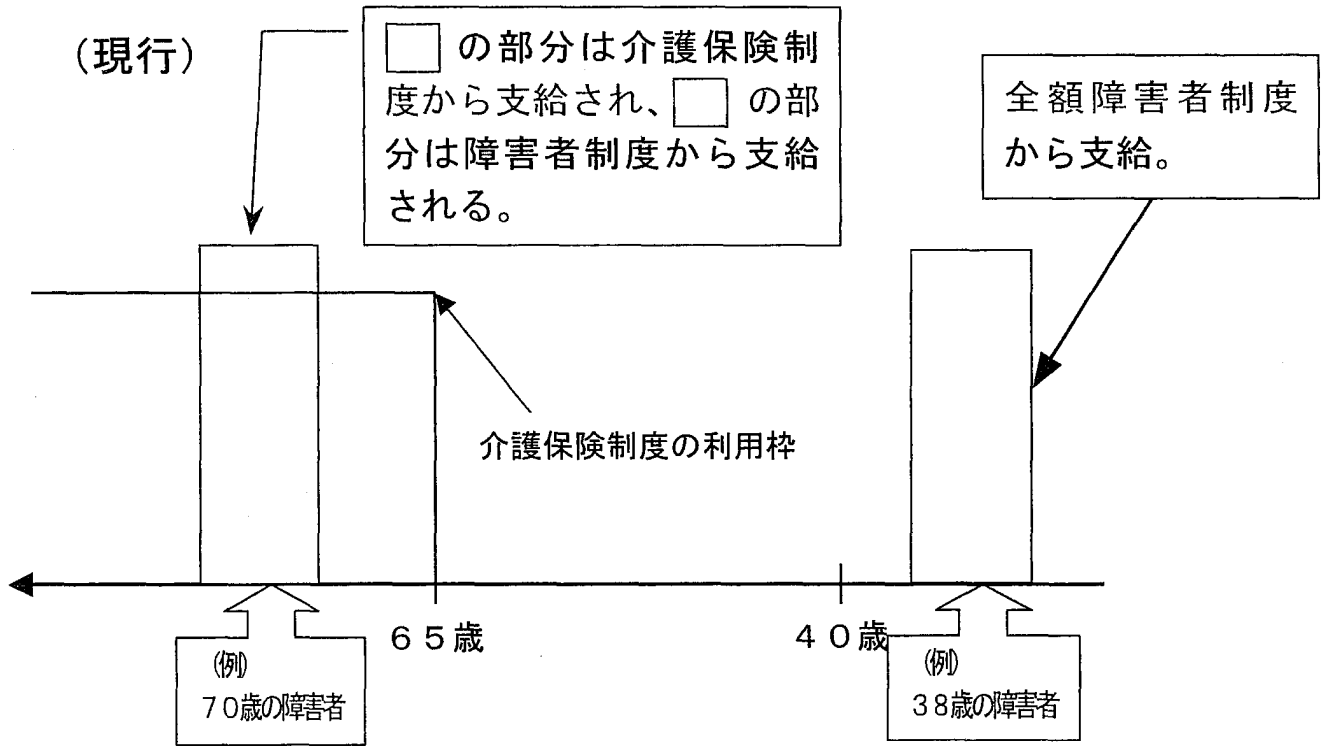 （現行）
□ の部分は介護保険制
度から支給され、□ の部
分は障害者制度から支給
される。
全額障害者制度
から支給。
介護保険制度の利用枠
６５歳
４０歳
(例)
７０歳の障害者
(例)
３８歳の障害者